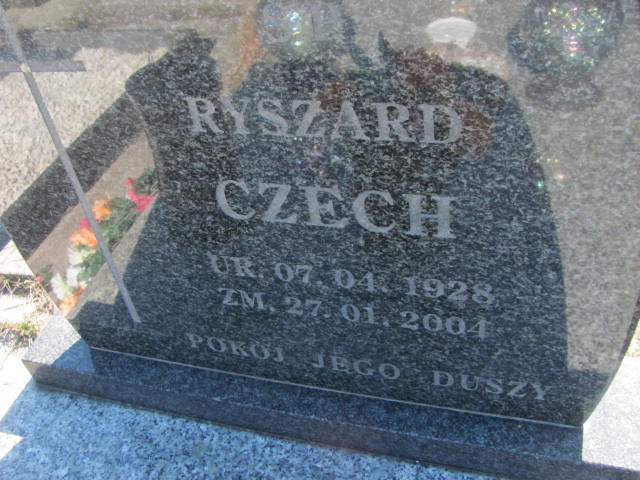 RYSZARD
CZECH
UR. 07. 04. 1928
ZM. 27. 01. 2004
POKÓJ JEGO DUSZY